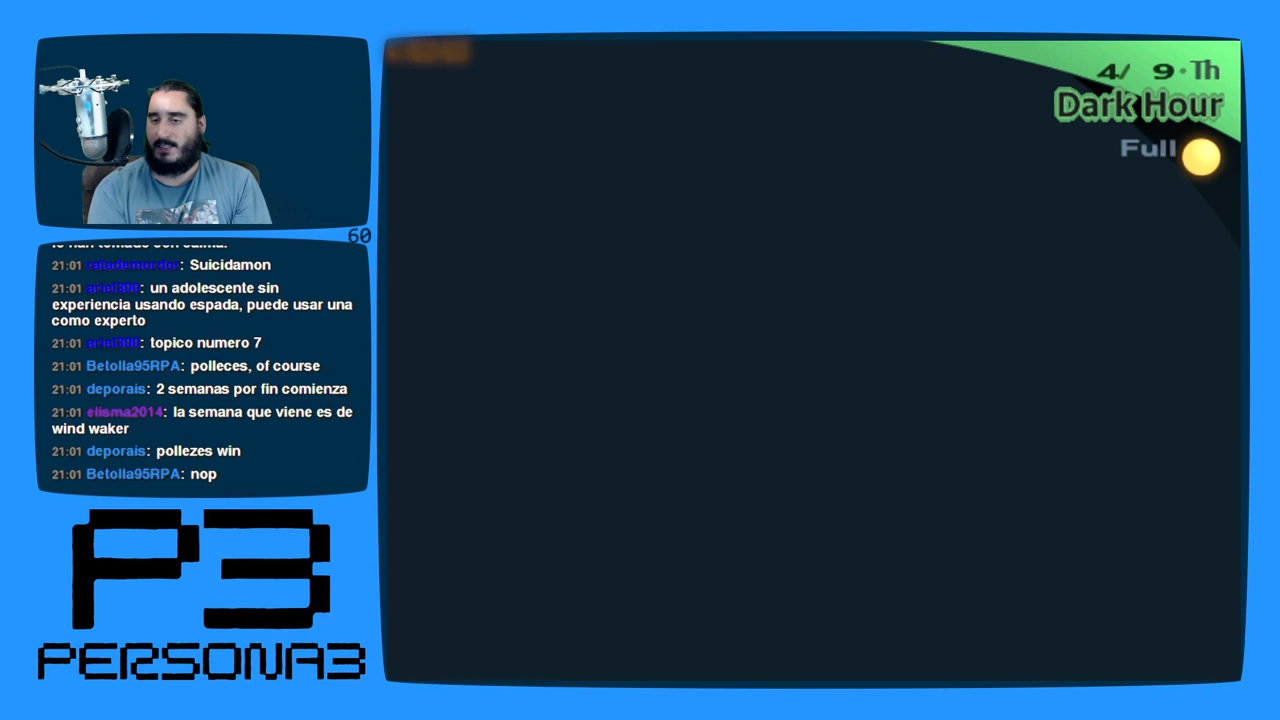 4/ 9·Th
Dark Hour
Full
60
21:01 : Suicidamon
21:01 ariel300: un adolescente sin
experiencia usando espada, puede usar una
como experto
21:01 ariel300: topico numero 7
21:01 Betolla95RPA: polleces, of course
21:01 deporais: 2 semanas por fin comienza
21:01 elisma2014: la semana que viene es de
wind waker
21:01 deporais: pollezes win
21:01 Betolla95RPA: nop
P3
PERSONA3